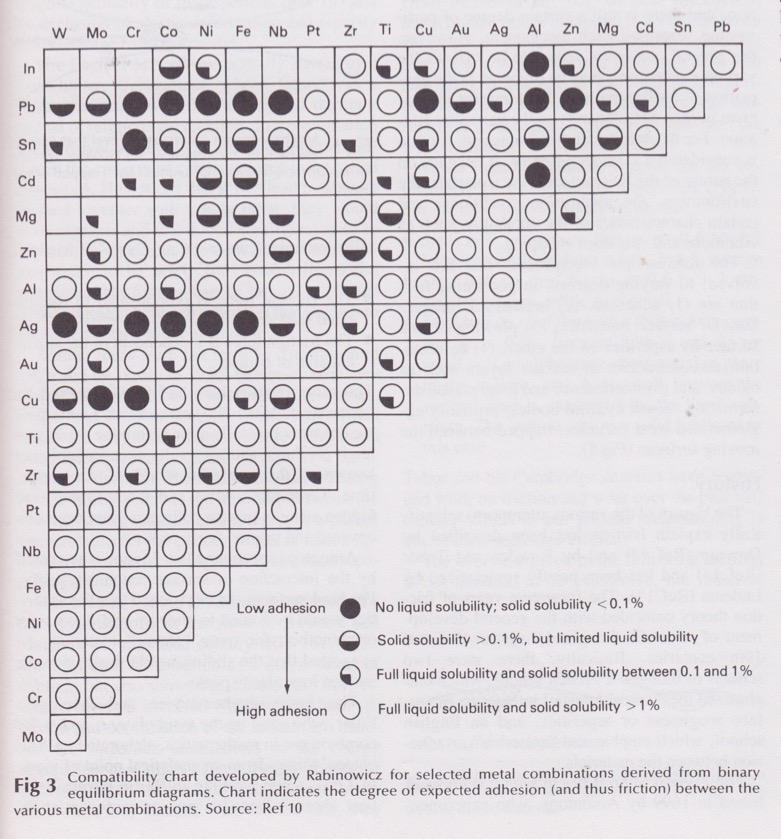 W Mo Cr Co Ni Fe Nb Pt Zr Ti Cu Au Ag Al Zn Mg Cd Sn Pb
In
Pb
Sn
Cd
Mg
Zn
Al
Ag
Au
Cu
Ti
Zr
Pt
Nb
Fe
Ni
Co
Cr
Mo
Low adhesion No liquid solubility; solid solubility <0.1%
Solid solubility >0.1%, but limited liquid solubility
Full liquid solubility and solid solubility between 0.1 and 1%
High adhesion Full liquid solubility and solid solubility >1%
Fig 3 Compatibility chart developed by Rabinowicz for selected metal combinations derived from binary
equilibrium diagrams. Chart indicates the degree of expected adhesion (and thus friction) between the
various metal combinations. Source: Ref 10